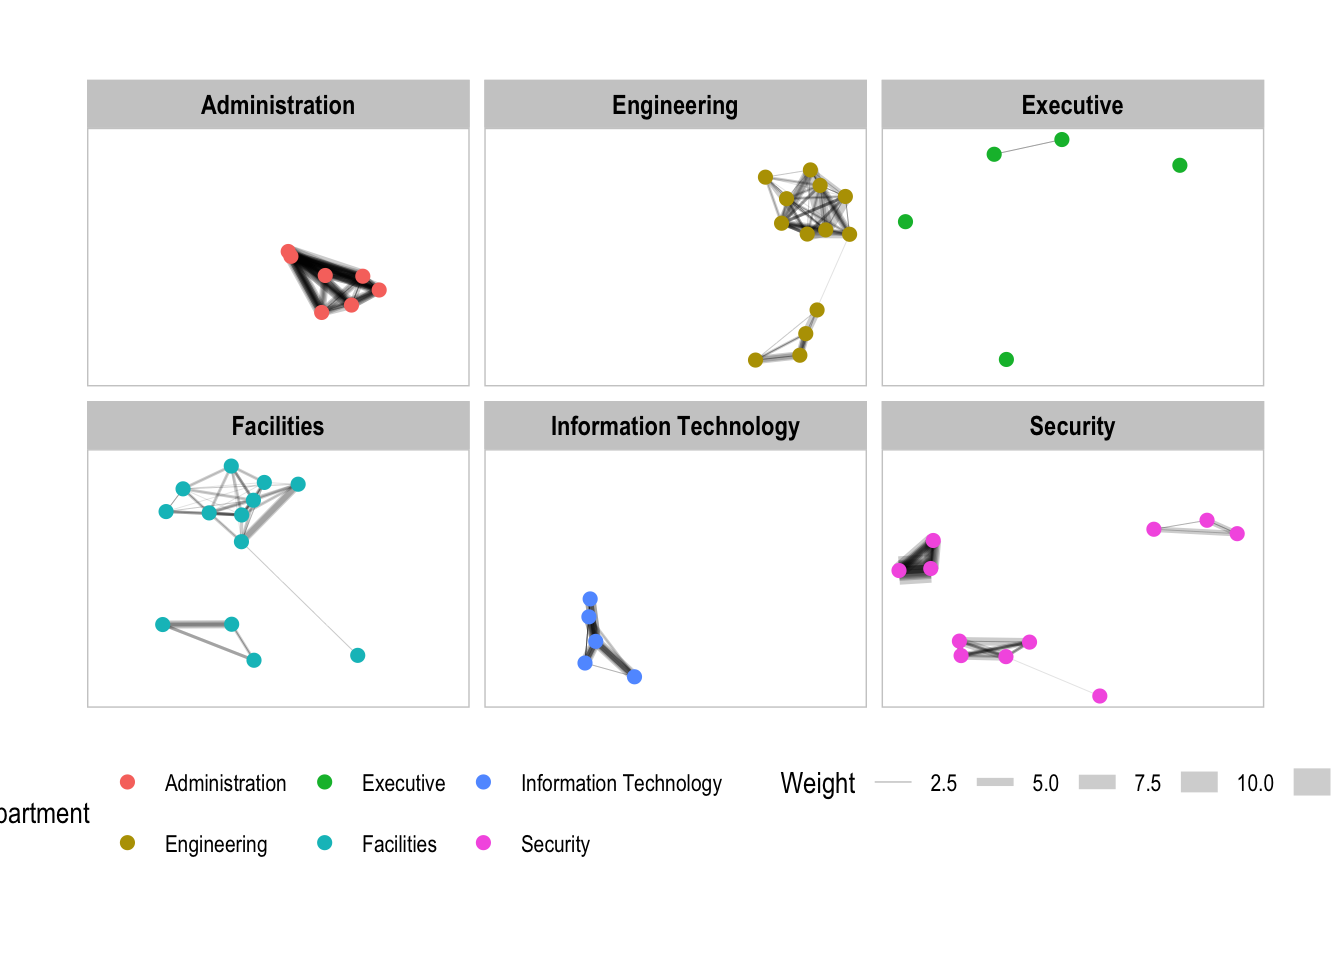 Administration
Engineering
Executive
Facilities
Information Technology
Security
partment
Administration
Executive
Information Technology
Engineering
Facilities
Security
Weight
2.5
5.0
7.5
10.0